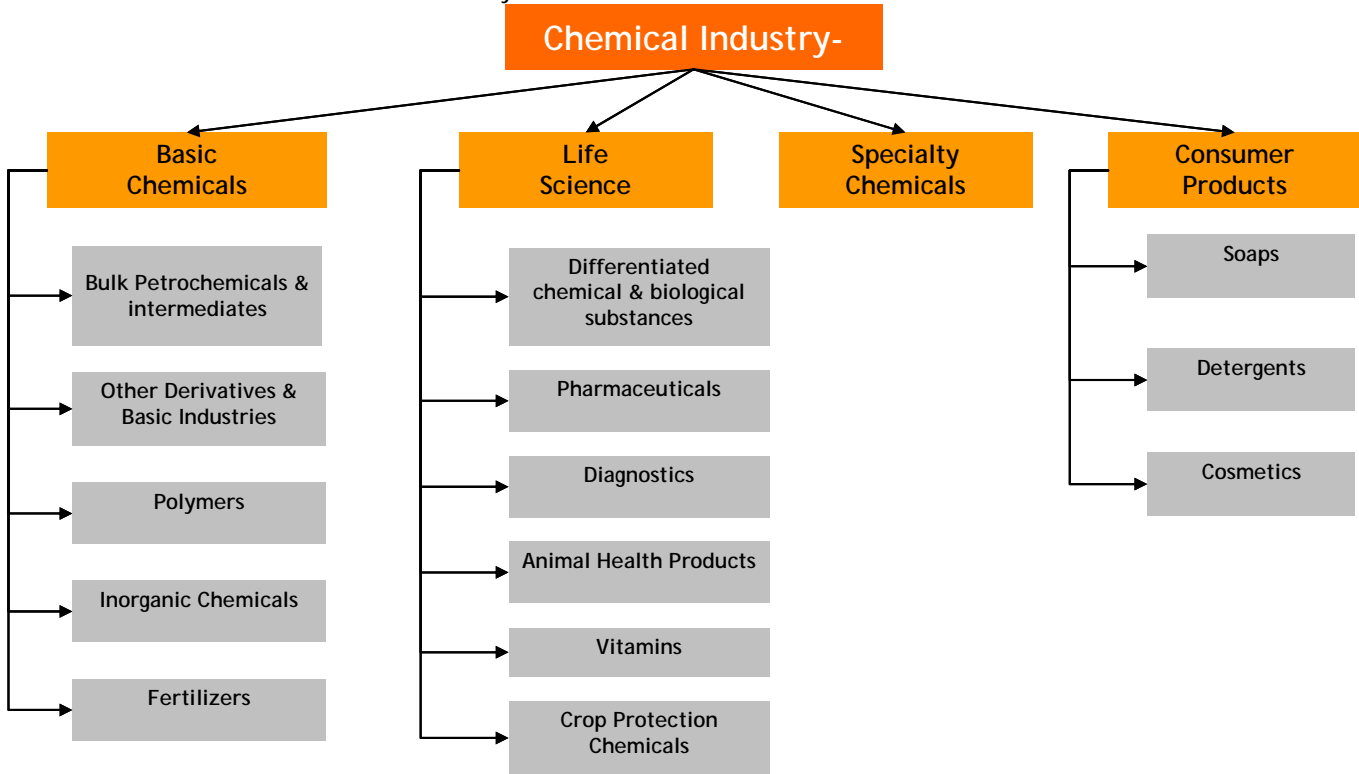 Chemical Industry-
Basic
Chemicals
Life
Science
Specialty
Chemicals
Consumer
Products
Bulk Petrochemicals &
intermediates
Other Derivatives &
Basic Industries
Polymers
Inorganic Chemicals
Fertilizers
Differentiated
chemical & biological
substances
Pharmaceuticals
Diagnostics
Animal Health Products
Vitamins
Crop Protection
Chemicals
Soaps
Detergents
Cosmetics